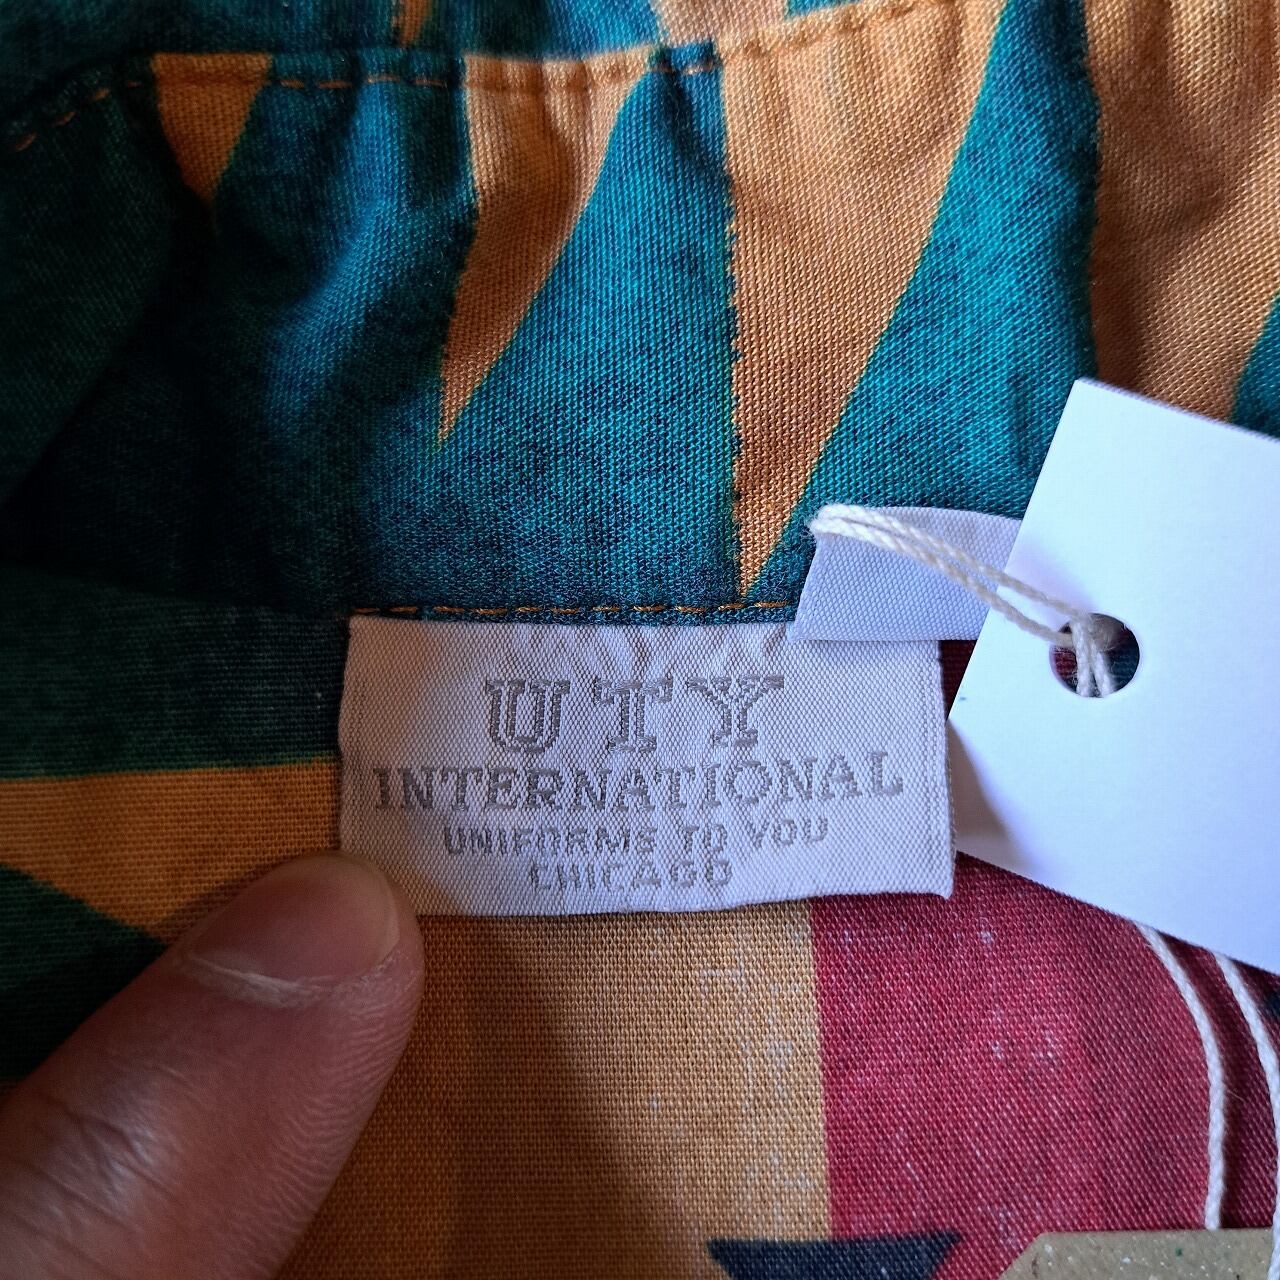 UTY
INTERNATIONAL
UNIFORMS TO YOU
CHICAGO